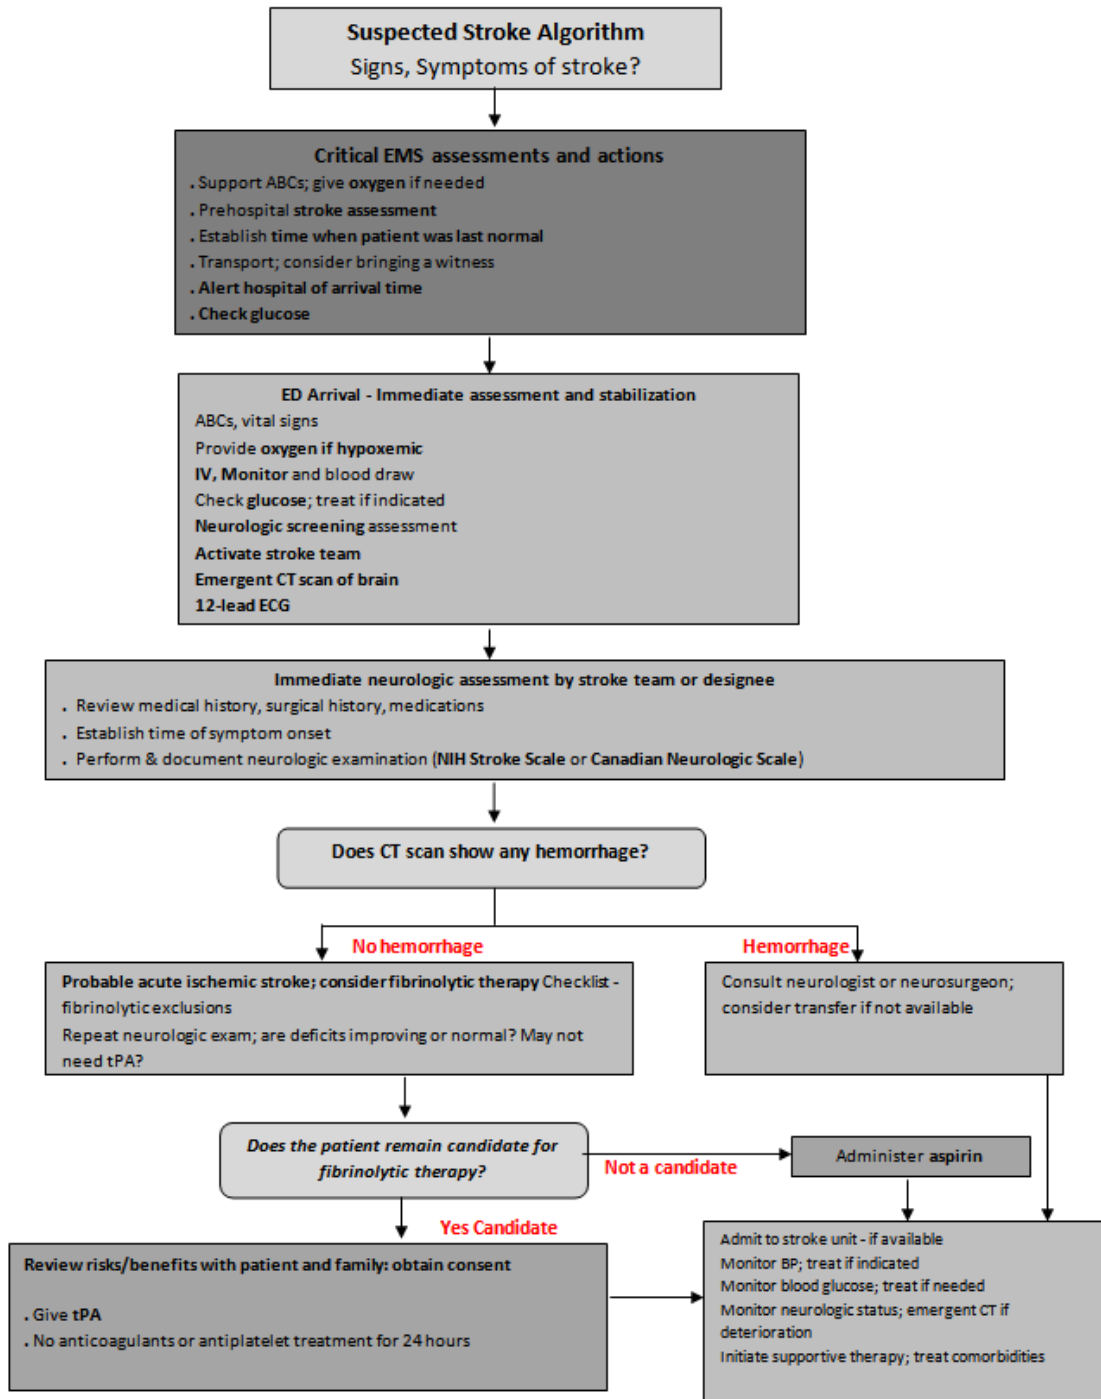 Suspected Stroke Algorithm
Signs, Symptoms of stroke?
Critical EMS assessments and actions
. Support ABCs; give oxygen if needed
. Prehospital stroke assessment
. Establish time when patient was last normal
. Transport; consider bringing a witness
. Alert hospital of arrival time
. Check glucose
ED Arrival - Immediate assessment and stabilization
ABCs, vital signs
Provide oxygen if hypoxemic
IV, Monitor and blood draw
Check glucose; treat if indicated
Neurologic screening assessment
Activate stroke team
Emergent CT scan of brain
12-lead ECG
Immediate neurologic assessment by stroke team or designee
. Review medical history, surgical history, medications
. Establish time of symptom onset
. Perform & document neurologic examination (NIH Stroke Scale or Canadian Neurologic Scale)
Does CT scan show any hemorrhage?
No hemorrhage
Hemorrhage
Probable acute ischemic stroke; consider fibrinolytic therapy Checklist -
fibrinolytic exclusions
Repeat neurologic exam; are deficits improving or normal? May not
need tPA?
Consult neurologist or neurosurgeon;
consider transfer if not available
Does the patient remain candidate for
fibrinolytic therapy?
Not a candidate
Administer aspirin
Yes Candidate
Review risks/benefits with patient and family: obtain consent
. Give tPA
. No anticoagulants or antiplatelet treatment for 24 hours
Admit to stroke unit - if available
Monitor BP; treat if indicated
Monitor blood glucose; treat if needed
Monitor neurologic status; emergent CT if
deterioration
Initiate supportive therapy; treat comorbidities